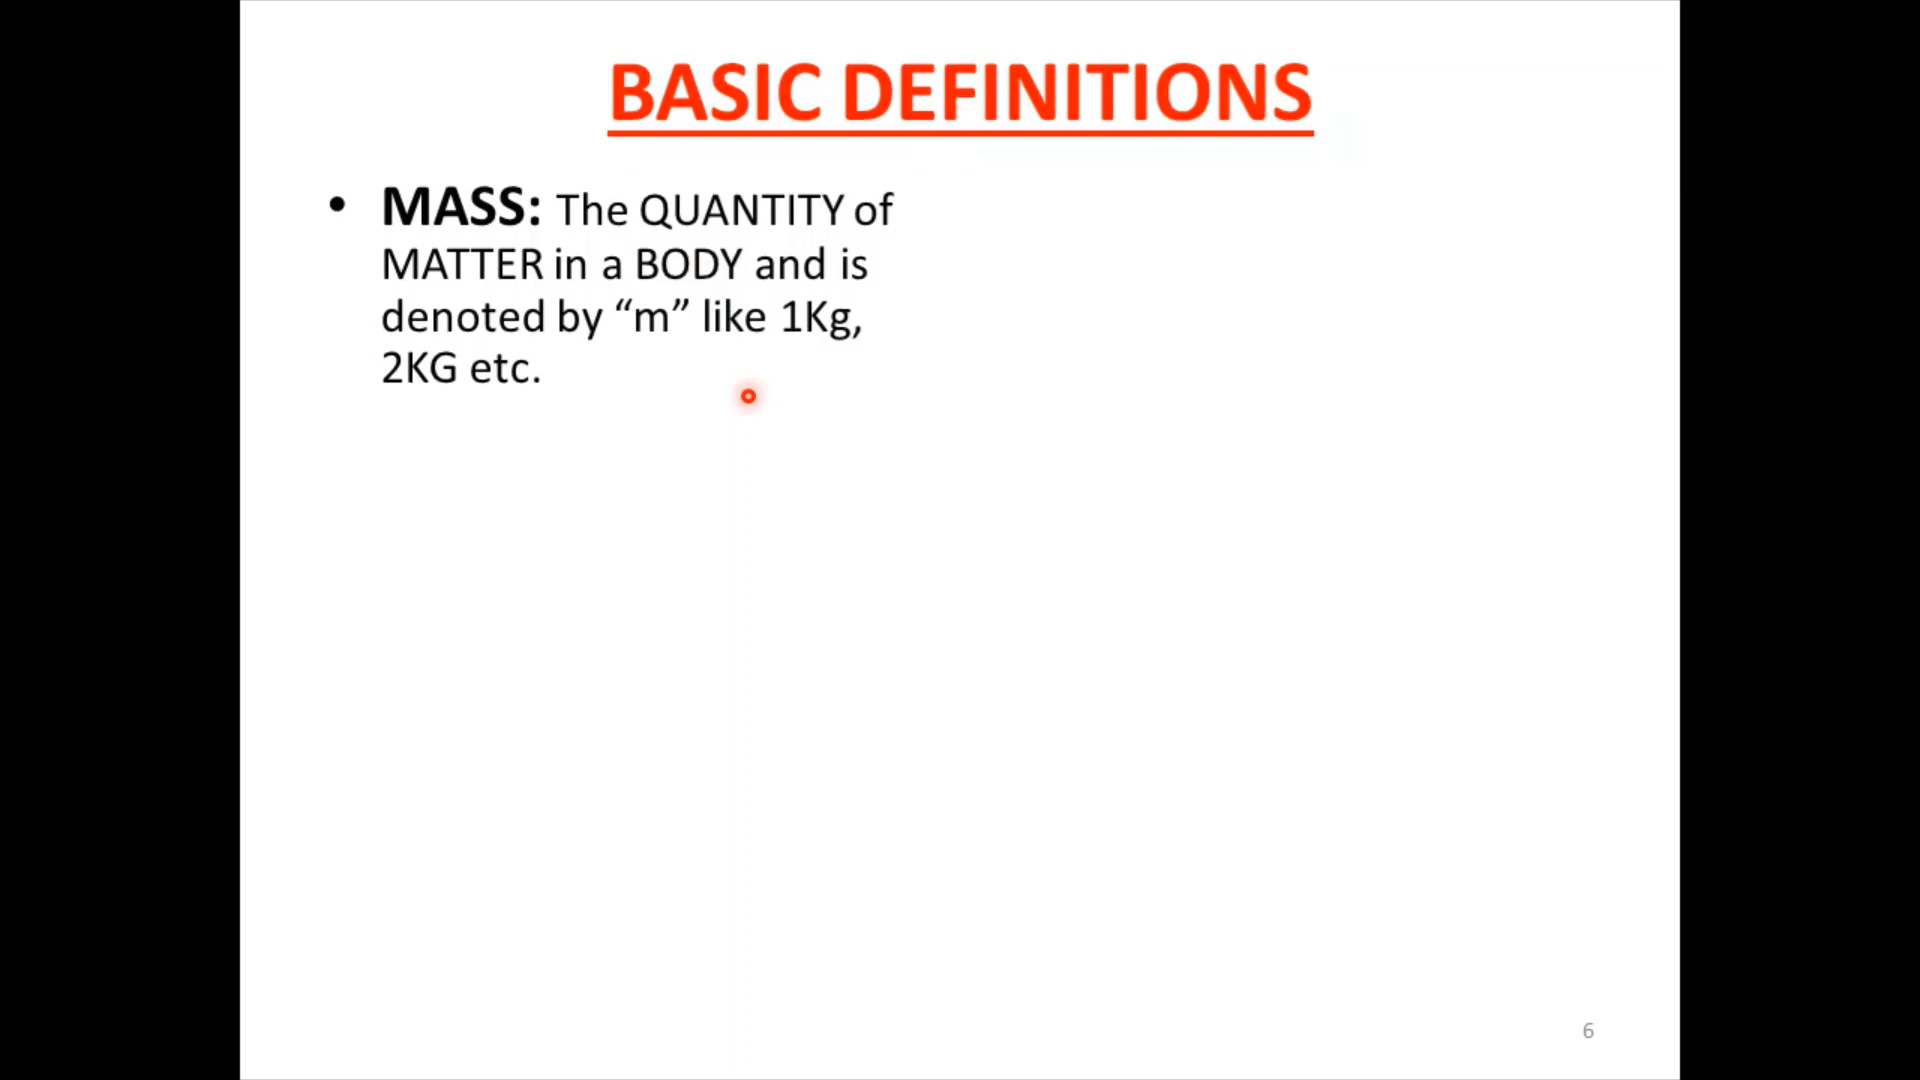 BASIC DEFINITIONS
• MASS: The QUANTITY of
MATTER in a BODY and is
denoted by “m” like 1Kg,
2KG etc.
6